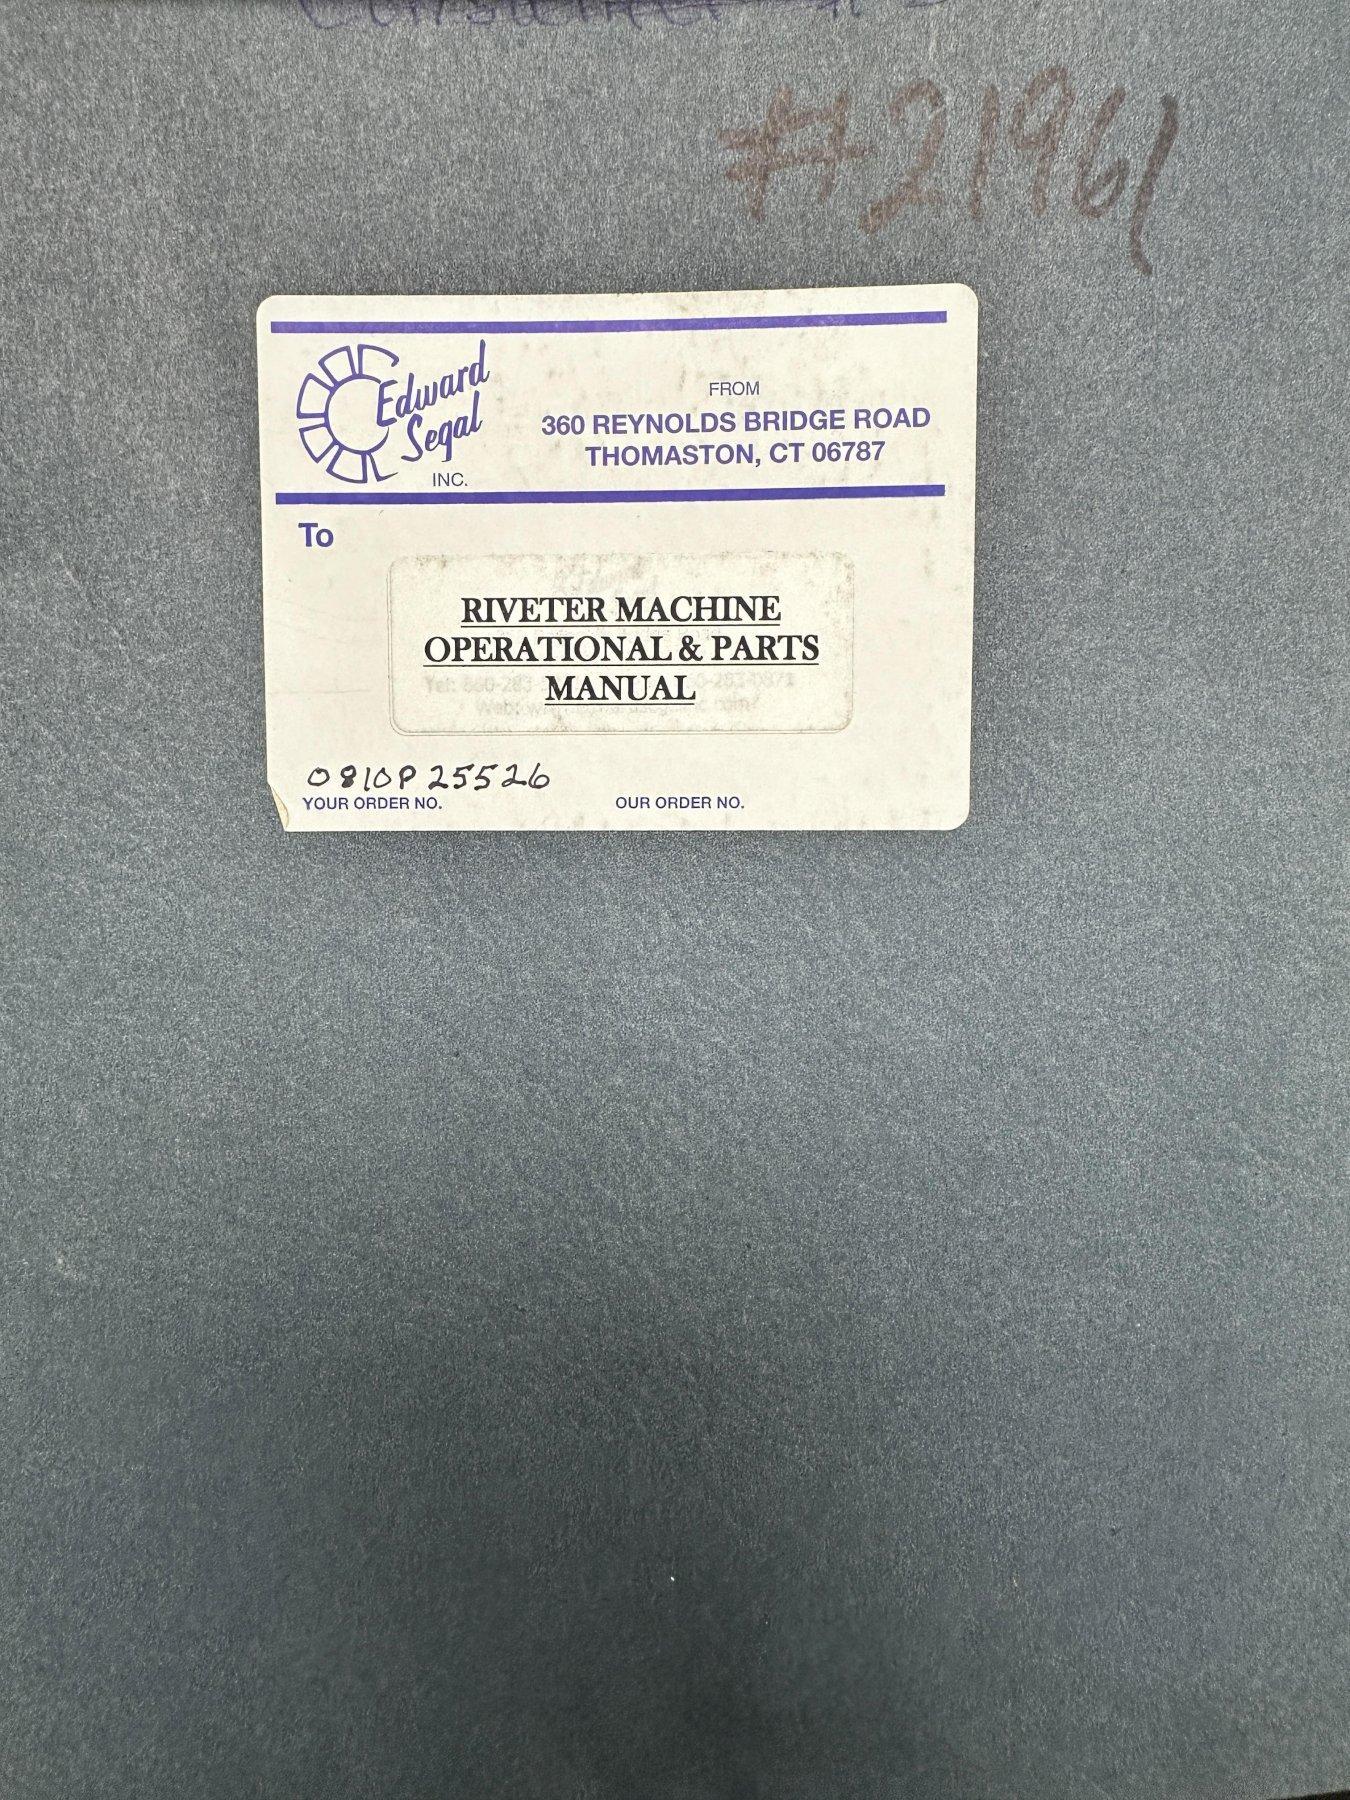 #21961
Edward
Segal
INC.
FROM
360 REYNOLDS BRIDGE ROAD
THOMASTON, CT 06787
To
RIVETER MACHINE
OPERATIONAL & PARTS
MANUAL
0810P25526
YOUR ORDER NO.
OUR ORDER NO.